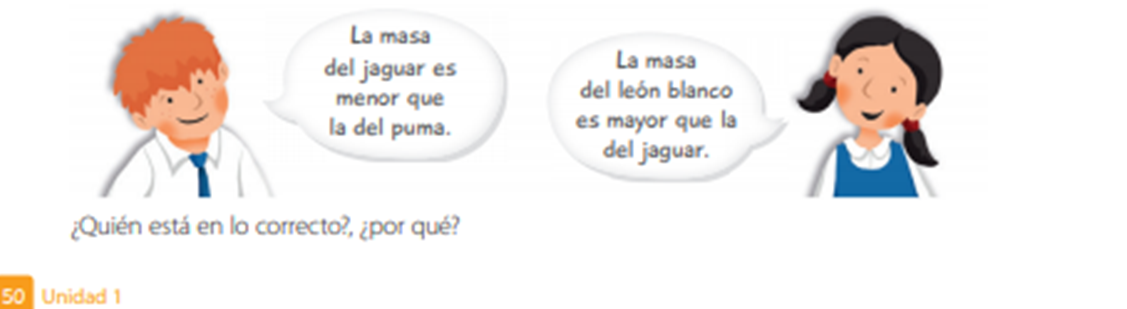 La masa
del jaguar es
menor que
la del puma.
La masa
del león blanco
es mayor que la
del jaguar.
¿Quién está en lo correcto?, ¿por qué?
50 Unidad 1